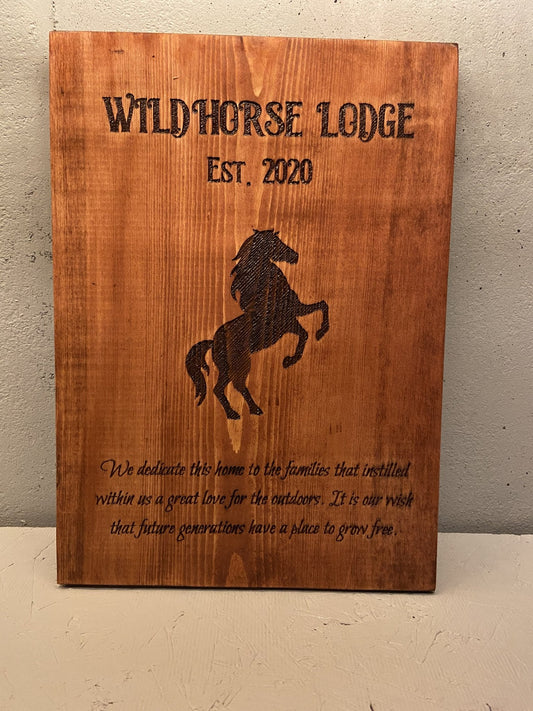 WILDHORSE LODGE
EST. 2020
We dedicate this home to the families that instilled
within us a great love for the outdoors. It is our wish
that future generations have a place to grow free.